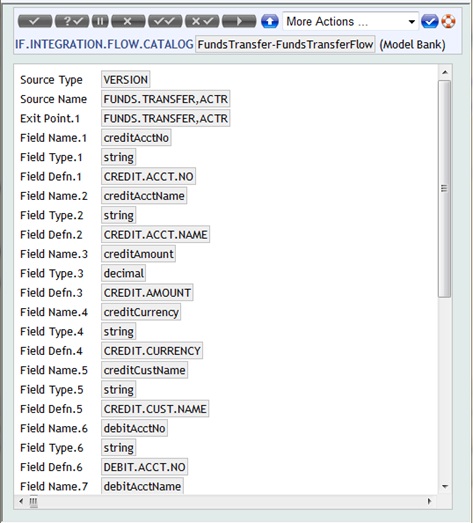 More Actions ...
IF.INTEGRATION.FLOW.CATALOG FundsTransfer-FundsTransferFlow (Model Bank)
Source Type VERSION
Source Name FUNDS.TRANSFER,ACTR
Exit Point.1 FUNDS.TRANSFER,ACTR
Field Name.1 creditAcctNo
Field Type.1 string
Field Defn.1 CREDIT.ACCT.NO
Field Name.2 creditAcctName
Field Type.2 string
Field Defn.2 CREDIT.ACCT.NAME
Field Name.3 creditAmount
Field Type.3 decimal
Field Defn.3 CREDIT.AMOUNT
Field Name.4 creditCurrency
Field Type.4 string
Field Defn.4 CREDIT.CURRENCY
Field Name.5 creditCustName
Field Type.5 string
Field Defn.5 CREDIT.CUST.NAME
Field Name.6 debitAcctNo
Field Type.6 string
Field Defn.6 DEBIT.ACCT.NO
Field Name.7 debitAcctName